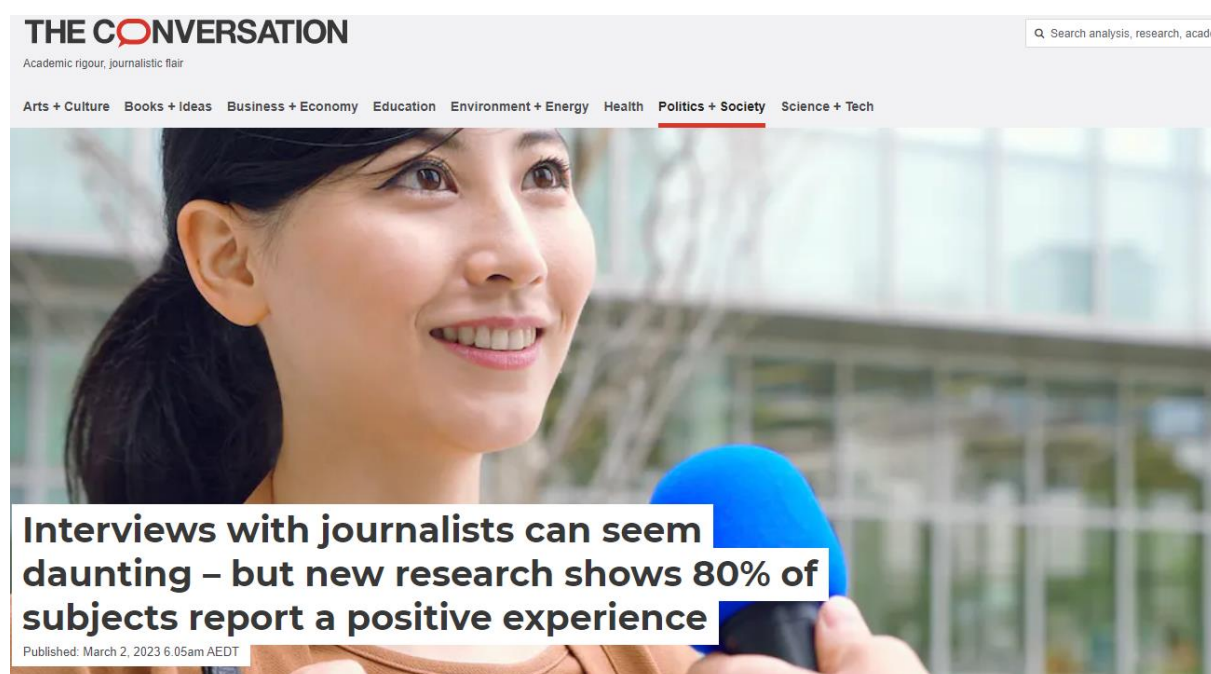 THE CONVERSATION
Academic rigour, journalistic flair
Search analysis, research,
Arts + Culture Books + Ideas Business + Economy Education Environment + Energy Health Politics + Society Science + Tech
Interviews with journalists can seem
daunting – but new research shows 80% of
subjects report a positive experience
Published: March 2, 2023 6.05am AEDT